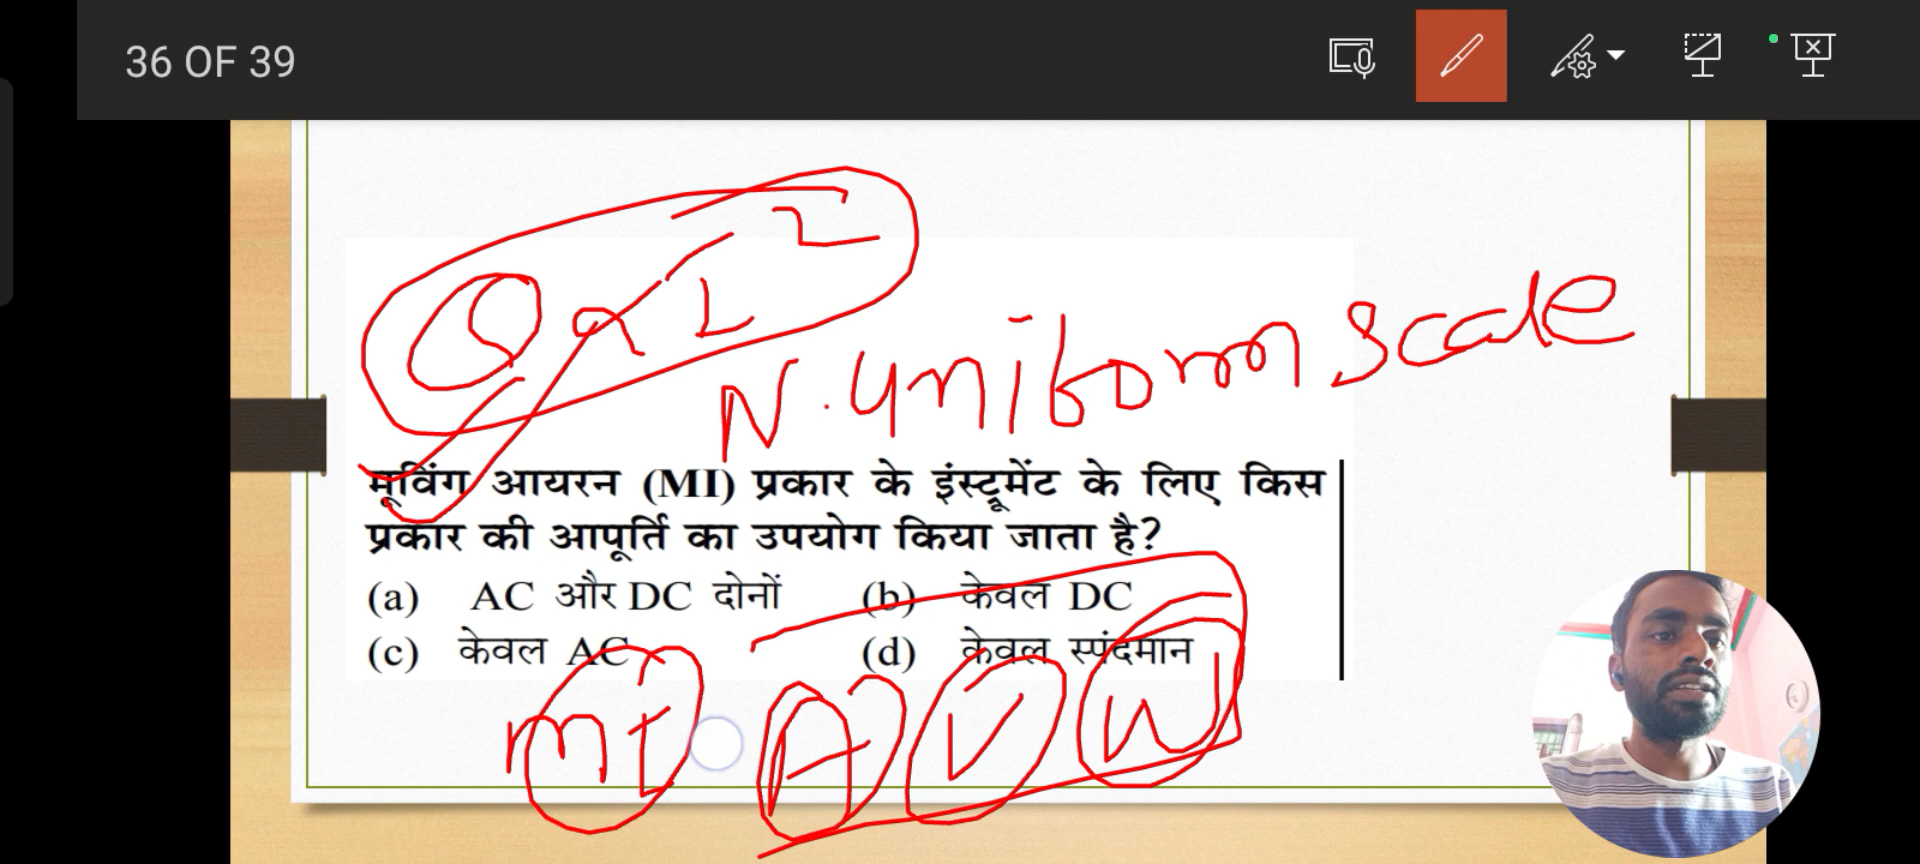 36 OF 39
θ α I²
N. uniform scale
मूविंग आयरन (MI) प्रकार के इंस्ट्रूमेंट के लिए किस
प्रकार की आपूर्ति का उपयोग किया जाता है?
(a) AC और DC दोनों (b) केवल DC
(c) केवल AC (d) केवल स्पंदमान
MI A V W